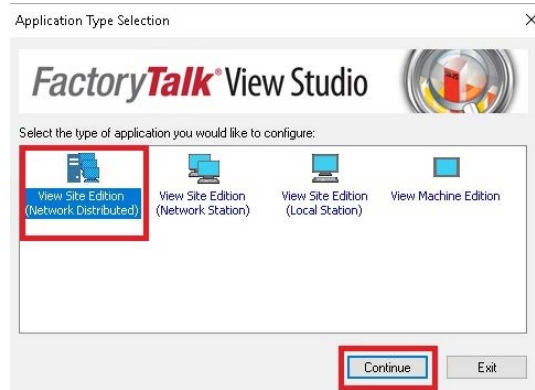 Application Type Selection
FactoryTalk® View Studio
Select the type of application you would like to configure:
View Site Edition
(Network Distributed)
View Site Edition
(Network Station)
View Site Edition
(Local Station)
View Machine Edition
Continue
Exit